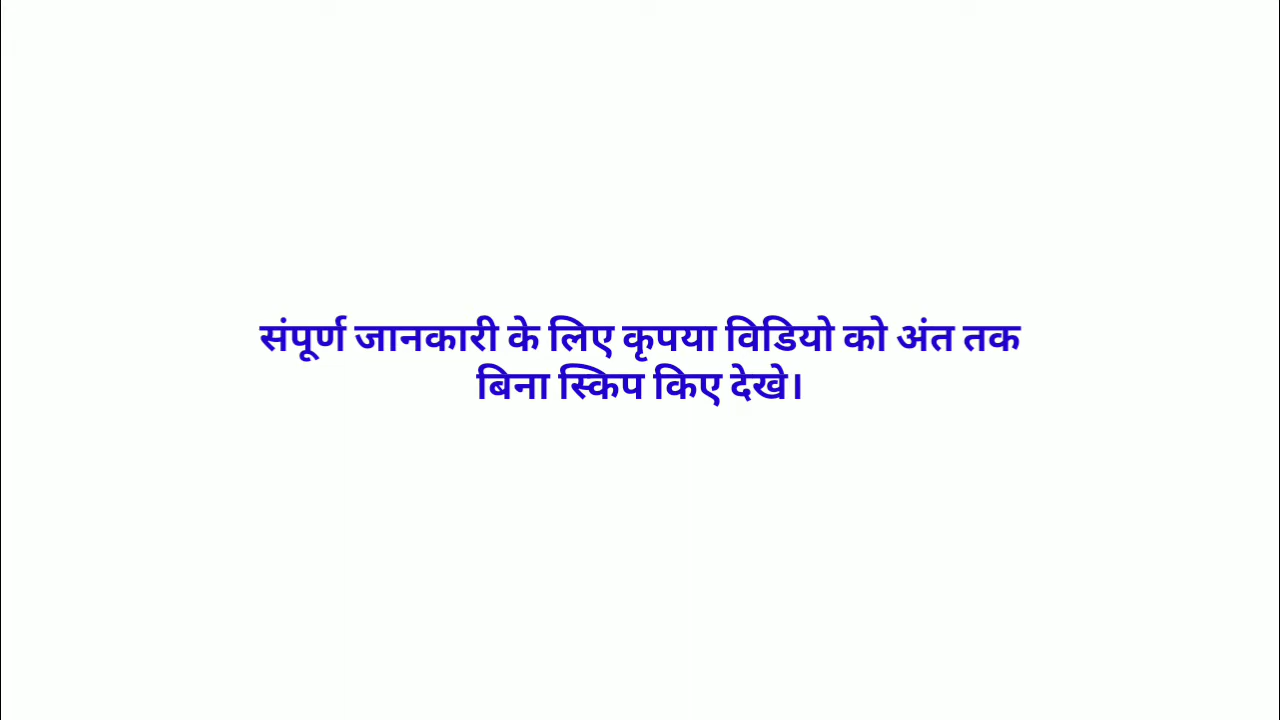 संपूर्ण जानकारी के लिए कृपया विडियो को अंत तक
बिना स्किप किए देखे।